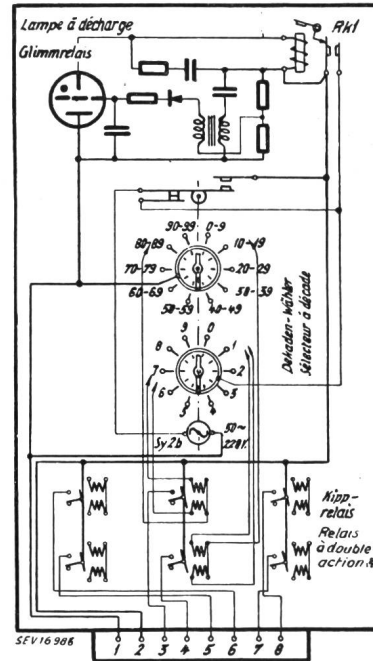 Lampe à décharge
Glimmrelais
Rk1
90-99
0-9
80-89
10-19
70-79
20-29
60-69
30-39
50-59
40-49
Dekaden-Wähler
Sélecteur à décade
9
0
8
1
7
2
6
3
5
4
Sy2b
50~
220V.
Kipp-
relais
Relais
à double
action
SEV16986
1 2 3 4 5 6 7 8